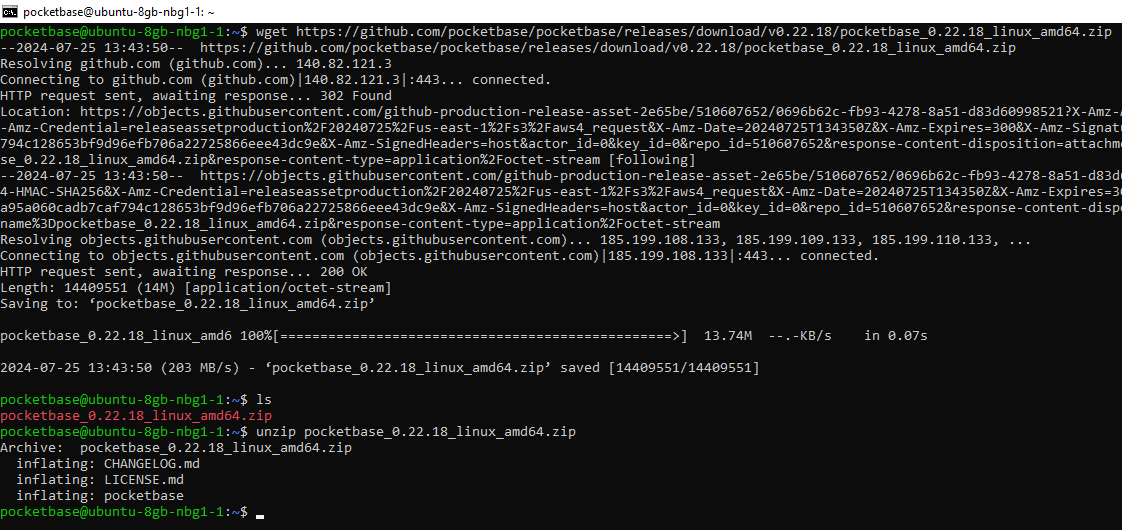 pocketbase@ubuntu-8gb-nbg1-1: ~
pocketbase@ubuntu-8gb-nbg1-1:~$ wget https://github.com/pocketbase/pocketbase/releases/download/v0.22.18/pocketbase_0.22.18_linux_amd64.zip
--2024-07-25 13:43:50--  https://github.com/pocketbase/pocketbase/releases/download/v0.22.18/pocketbase_0.22.18_linux_amd64.zip
Resolving github.com (github.com)... 140.82.121.3
Connecting to github.com (github.com)|140.82.121.3|:443... connected.
HTTP request sent, awaiting response... 302 Found
Location: https://objects.githubusercontent.com/github-production-release-asset-2e65be/510607652/0696b62c-fb93-4278-8a51-d83d60998521?X-Amz-A
-Amz-Credential=releaseassetproduction%2F20240725%2Fus-east-1%2Fs3%2Faws4_request&X-Amz-Date=20240725T134350Z&X-Amz-Expires=300&X-Amz-Signat
794c128653bf9d96efb706a22725866eee43dc9e&X-Amz-SignedHeaders=host&actor_id=0&key_id=0&repo_id=510607652&response-content-disposition=attachme
se_0.22.18_linux_amd64.zip&response-content-type=application%2Foctet-stream [following]
--2024-07-25 13:43:50--  https://objects.githubusercontent.com/github-production-release-asset-2e65be/510607652/0696b62c-fb93-4278-8a51-d83d6
4-HMAC-SHA256&X-Amz-Credential=releaseassetproduction%2F20240725%2Fus-east-1%2Fs3%2Faws4_request&X-Amz-Date=20240725T134350Z&X-Amz-Expires=30
a95a060cadb7caf794c128653bf9d96efb706a22725866eee43dc9e&X-Amz-SignedHeaders=host&actor_id=0&key_id=0&repo_id=510607652&response-content-dispo
name%3Dpocketbase_0.22.18_linux_amd64.zip&response-content-type=application%2Foctet-stream
Resolving objects.githubusercontent.com (objects.githubusercontent.com)... 185.199.108.133, 185.199.109.133, 185.199.110.133, ...
Connecting to objects.githubusercontent.com (objects.githubusercontent.com)|185.199.108.133|:443... connected.
HTTP request sent, awaiting response... 200 OK
Length: 14409551 (14M) [application/octet-stream]
Saving to: ‘pocketbase_0.22.18_linux_amd64.zip’
pocketbase_0.22.18_linux_amd6 100%[=================================================>]  13.74M  --.-KB/s    in 0.07s
2024-07-25 13:43:50 (203 MB/s) - ‘pocketbase_0.22.18_linux_amd64.zip’ saved [14409551/14409551]
pocketbase@ubuntu-8gb-nbg1-1:~$ ls
pocketbase_0.22.18_linux_amd64.zip
pocketbase@ubuntu-8gb-nbg1-1:~$ unzip pocketbase_0.22.18_linux_amd64.zip
Archive:  pocketbase_0.22.18_linux_amd64.zip
  inflating: CHANGELOG.md
  inflating: LICENSE.md
  inflating: pocketbase
pocketbase@ubuntu-8gb-nbg1-1:~$